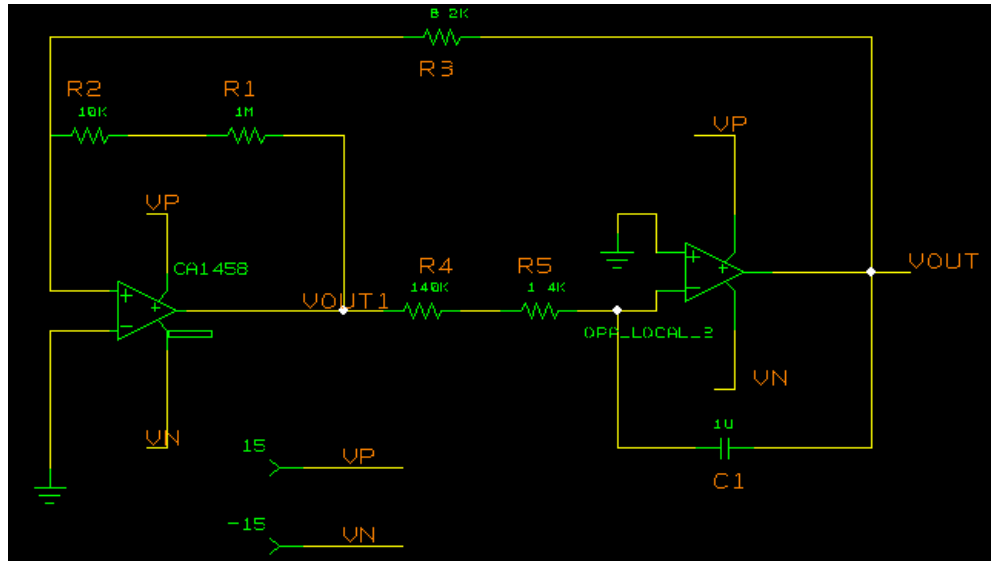 8 2K
R3
R2
R1
10K
1M
VP
VP
CA1458
R4
R5
VOUT
140K
1 4K
VOUT1
OPA_LOCAL_2
VN
VN
1U
C1
15
VP
-15
VN